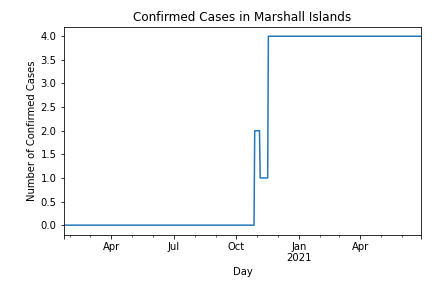 Confirmed Cases in Marshall Islands
Number of Confirmed Cases
4.0
3.5
3.0
2.5
2.0
1.5
1.0
0.5
0.0
Apr Jul Oct Jan Apr
2021
Day